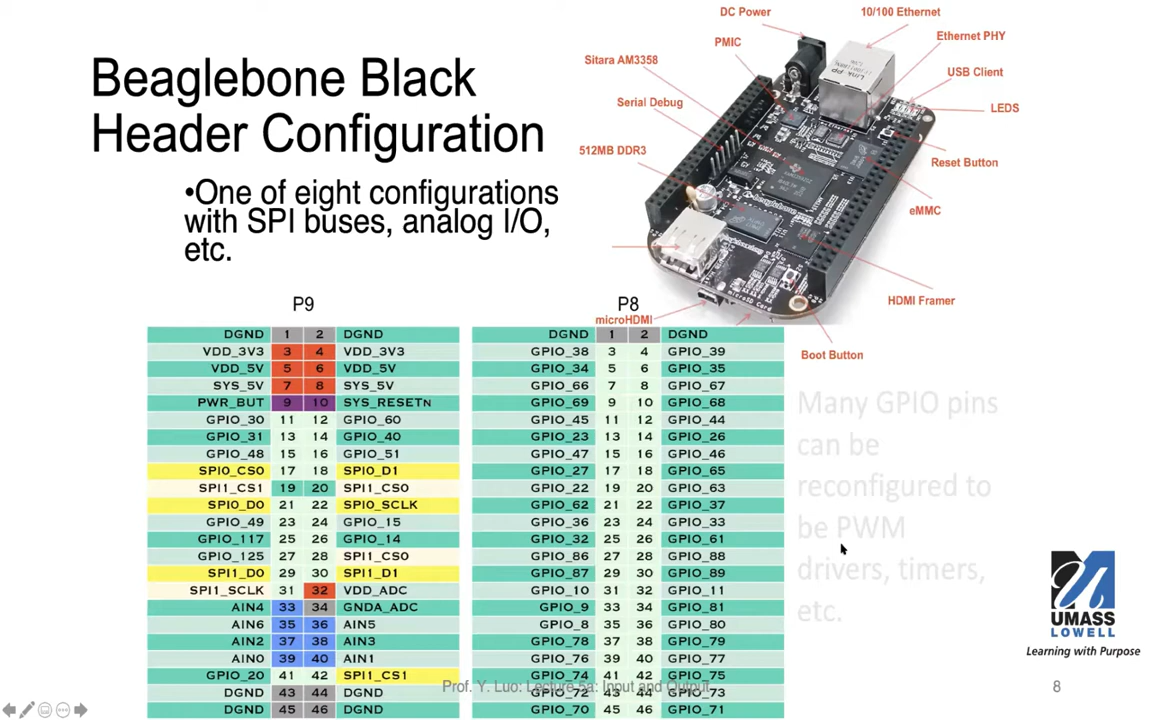 Beaglebone Black
Header Configuration
•One of eight configurations
with SPI buses, analog I/O,
etc.
DC Power
10/100 Ethernet
PMIC
Ethernet PHY
Sitara AM3358
USB Client
Serial Debug
LEDS
512MB DDR3
Reset Button
eMMC
HDMI Framer
microHDMI
Boot Button
P9
DGND 1 2 DGND
VDD_3V3 3 4 VDD_3V3
VDD_5V 5 6 VDD_5V
SYS_5V 7 8 SYS_5V
PWR_BUT 9 10 SYS_RESETN
GPIO_30 11 12 GPIO_60
GPIO_31 13 14 GPIO_40
GPIO_48 15 16 GPIO_51
SPI0_CS0 17 18 SPI0_D1
SPI1_CS1 19 20 SPI1_CS0
SPI0_D0 21 22 SPI0_SCLK
GPIO_49 23 24 GPIO_15
GPIO_117 25 26 GPIO_14
GPIO_125 27 28 SPI1_CS0
SPI1_D0 29 30 SPI1_D1
SPI1_SCLK 31 32 VDD_ADC
AIN4 33 34 GNDA_ADC
AIN6 35 36 AIN5
AIN2 37 38 AIN3
AIN0 39 40 AIN1
GPIO_20 41 42 SPI1_CS1
DGND 43 44 DGND
DGND 45 46 DGND
P8
DGND 1 2 DGND
GPIO_38 3 4 GPIO_39
GPIO_34 5 6 GPIO_35
GPIO_66 7 8 GPIO_67
GPIO_69 9 10 GPIO_68
GPIO_45 11 12 GPIO_44
GPIO_23 13 14 GPIO_26
GPIO_47 15 16 GPIO_46
GPIO_27 17 18 GPIO_65
GPIO_22 19 20 GPIO_63
GPIO_62 21 22 GPIO_37
GPIO_36 23 24 GPIO_33
GPIO_32 25 26 GPIO_61
GPIO_86 27 28 GPIO_88
GPIO_87 29 30 GPIO_89
GPIO_10 31 32 GPIO_11
GPIO_9 33 34 GPIO_81
GPIO_8 35 36 GPIO_80
GPIO_78 37 38 GPIO_79
GPIO_76 39 40 GPIO_77
GPIO_74 41 42 GPIO_75
GPIO_72 43 44 GPIO_73
GPIO_70 45 46 GPIO_71
Many GPIO pins
can be
reconfigured to
be PWM
drivers, timers,
etc.
UMASS
LOWELL
Learning with Purpose
Prof. Y. Luo: Lecture 5a: Input and Output
8
microSD Card